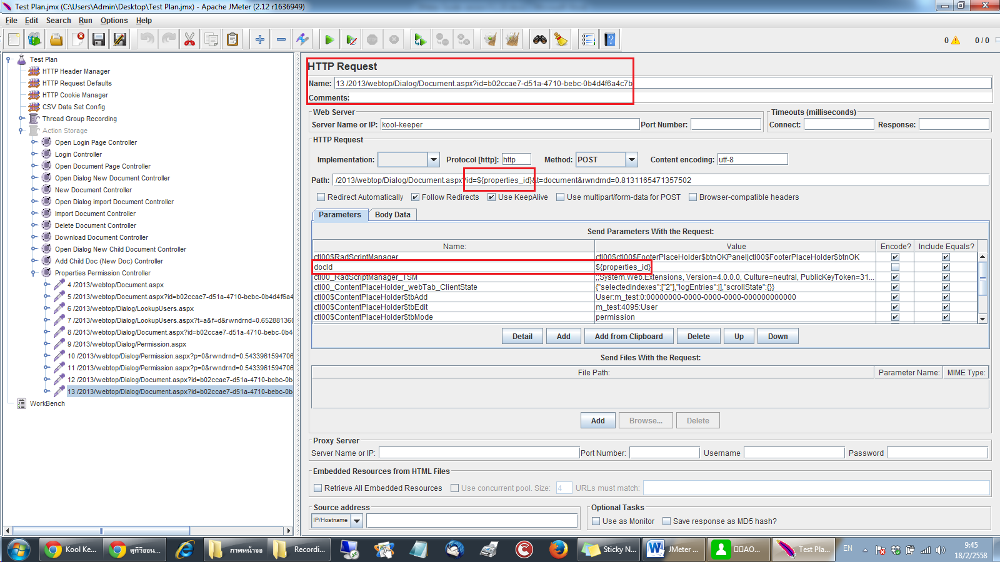 Test Plan.jmx (C:\Users\Admin\Desktop\Test Plan.jmx) - Apache JMeter (2.12 r1636949)
File Edit Search Run Options Help
0 0 / 0
Test Plan
HTTP Header Manager
HTTP Request Defaults
HTTP Cookie Manager
CSV Data Set Config
Thread Group Recording
Action Storage
Open Login Page Controller
Login Controller
Open Document Page Controller
Open Dialog New Document Controller
New Document Controller
Open Dialog import Document Controller
Import Document Controller
Delete Document Controller
Download Document Controller
Open Dialog New Child Document Controller
Add Child Doc (New Doc) Controller
Properties Permission Controller
4 /2013/webtop/Document.aspx
5 /2013/webtop/Document.aspx?id=b02ccae7-d51a-4710-bebc-0b4d4f6a4
6 /2013/webtop/Dialog/LookupUsers.aspx
7 /2013/webtop/Dialog/LookupUsers.aspx?t=a&f=d&rwndrnd=0.652881360
8 /2013/webtop/Dialog/Document.aspx?id=b02ccae7-d51a-4710-bebc-0b4
9 /2013/webtop/Dialog/Permission.aspx
10 /2013/webtop/Dialog/Permission.aspx?p=0&rwndrnd=0.5433961594706
11 /2013/webtop/Dialog/Permission.aspx?p=0&rwndrnd=0.5433961594706
12 /2013/webtop/Dialog/Document.aspx?id=b02ccae7-d51a-4710-bebc-0b
13 /2013/webtop/Dialog/Document.aspx?id=b02ccae7-d51a-4710-bebc-0b
WorkBench
HTTP Request
Name: 13 /2013/webtop/Dialog/Document.aspx?id=b02ccae7-d51a-4710-bebc-0b4d4f6a4c7b
Comments:
Web Server
Server Name or IP: kool-keeper Port Number:
Timeouts (milliseconds)
Connect: Response:
HTTP Request
Implementation: Protocol [http]: http Method: POST Content encoding: utf-8
Path: /2013/webtop/Dialog/Document.aspx?id=${properties_id}&t=document&rwndrnd=0.8131165471357502
Redirect Automatically Follow Redirects Use KeepAlive Use multipart/form-data for POST Browser-compatible headers
Parameters Body Data
Send Parameters With the Request:
Name: Value Encode? Include Equals?
ctl00$RadScriptManager ctl00$ctl00$FooterPlaceHolder$btnOKPanel|ctl00$FooterPlaceHolder$btnOK
docId ${properties_id}
ctl00_RadScriptManager_TSM ;;System.Web.Extensions, Version=4.0.0.0, Culture=neutral, PublicKeyToken=31...
ctl00_ContentPlaceHolder_webTab_ClientState {"selectedIndexes":["2"],"logEntries":[],"scrollState":{}}
ctl00$ContentPlaceHolder$tbAdd User:m_test:0:00000000-0000-0000-0000-000000000000
ctl00$ContentPlaceHolder$tbEdit m_test:4095:User
ctl00$ContentPlaceHolder$tbMode permission
Detail Add Add from Clipboard Delete Up Down
Send Files With the Request:
File Path: Parameter Name: MIME Type:
Add Browse... Delete
Proxy Server
Server Name or IP: Port Number: Username Password
Embedded Resources from HTML Files
Retrieve All Embedded Resources Use concurrent pool. Size: 4 URLs must match:
Source address
IP/Hostname
Optional Tasks
Use as Monitor Save response as MD5 hash?
Kool Ke... ดูทีวีออน... ภาพหน้าจอ Recordi... Sticky N... JMeter ... AO... Test Pla... EN
9:45
18/2/2558